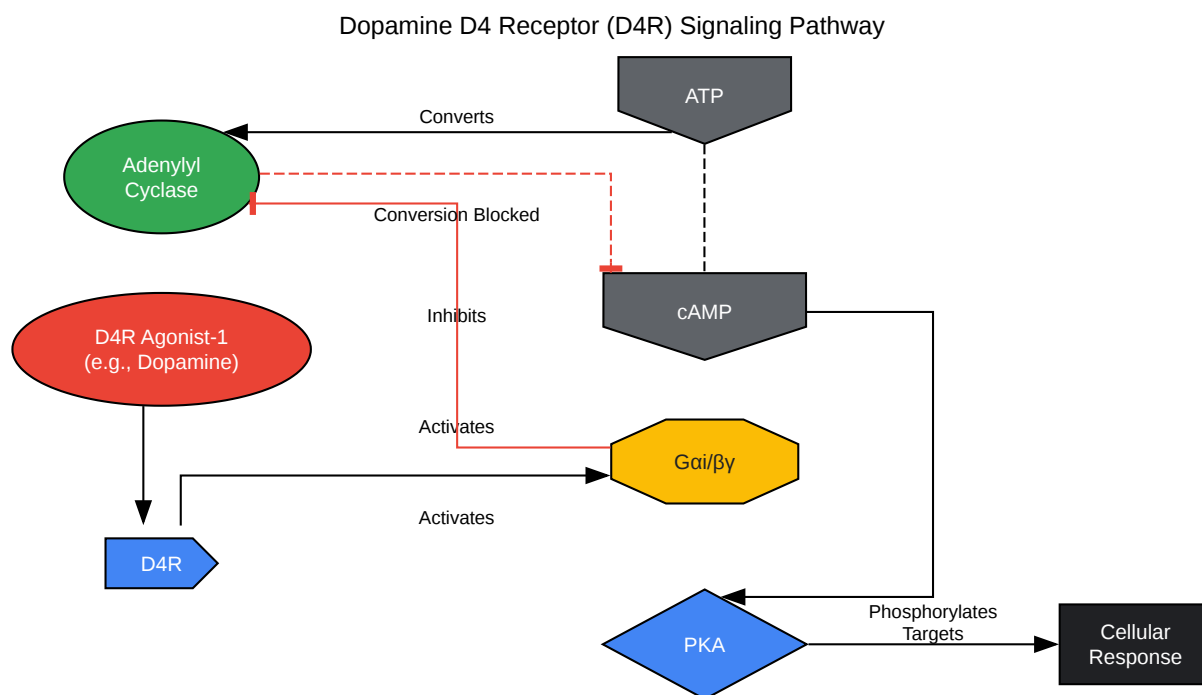 Dopamine D4 Receptor (D4R) Signaling Pathway
ATP
Converts
Adenylyl
Cyclase
Conversion Blocked
cAMP
Inhibits
D4R Agonist-1
(e.g., Dopamine)
Activates
Gαi/βγ
Activates
D4R
Phosphorylates
Targets
PKA
Cellular
Response